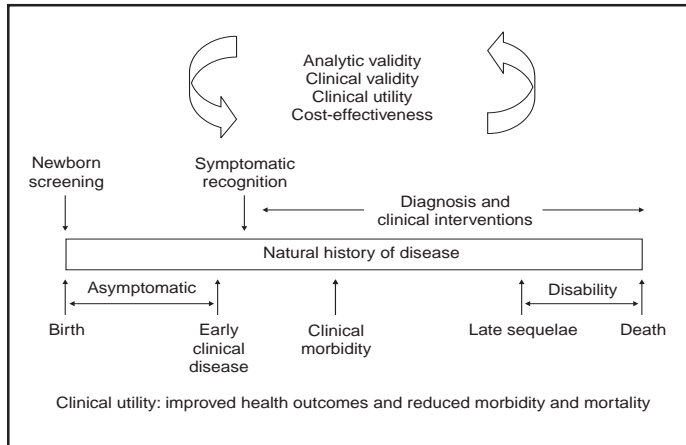 Analytic validity
Clinical validity
Clinical utility
Cost-effectiveness
Newborn
screening
Symptomatic
recognition
Diagnosis and
clinical interventions
Natural history of disease
Asymptomatic
Disability
Birth
Early
clinical
disease
Clinical
morbidity
Late sequelae
Death
Clinical utility: improved health outcomes and reduced morbidity and mortality